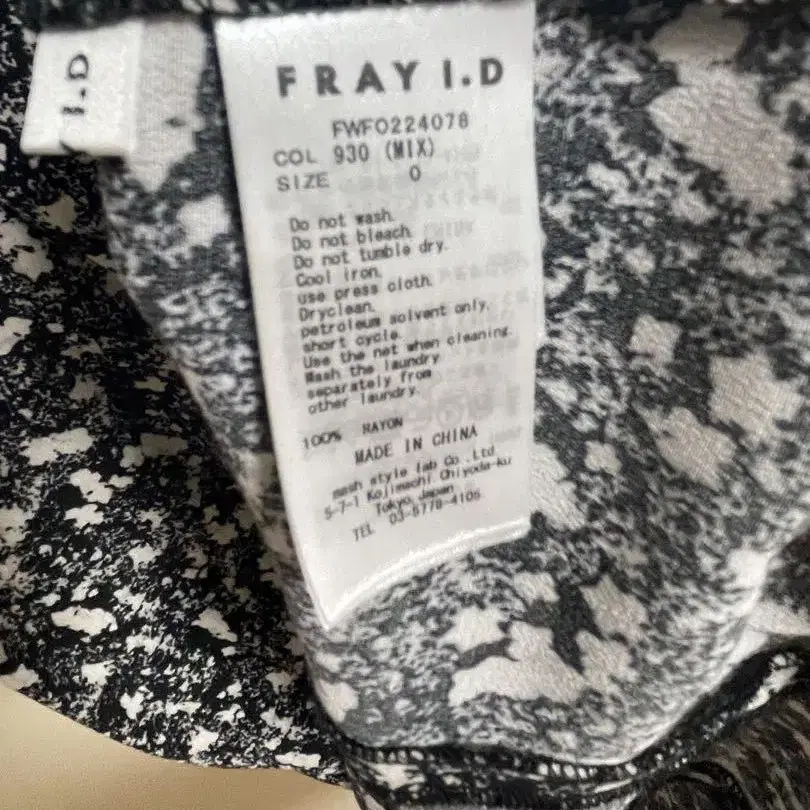 Y I.D
FRAY I.D
FWFO224078
COL 930 (MIX)
SIZE 0
Do not wash.
Do not bleach.
Do not tumble dry.
Cool iron.
use press cloth.
Dryclean.
petroleum solvent only.
short cycle.
Use the net when cleaning.
Wash the laundry
separately from
other laundry.
100% RAYON
MADE IN CHINA
mash style lab Co.,Ltd.
5-7-1 Kojimachi Chiyoda-ku
Tokyo, Japan
TEL 03-5778-4105